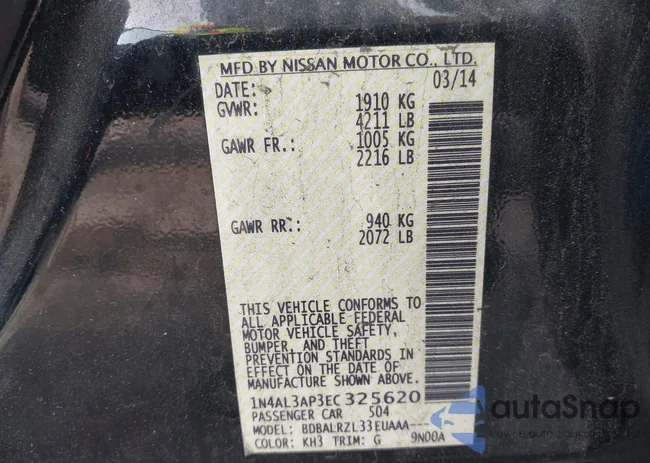 MFD BY NISSAN MOTOR CO., LTD.
DATE: 03/14
GVWR: 1910 KG
4211 LB
GAWR FR.: 1005 KG
2216 LB
GAWR RR.: 940 KG
2072 LB
THIS VEHICLE CONFORMS TO
ALL APPLICABLE FEDERAL
MOTOR VEHICLE SAFETY,
BUMPER, AND THEFT
PREVENTION STANDARDS IN
EFFECT ON THE DATE OF
MANUFACTURE SHOWN ABOVE.
1N4AL3AP3EC325620
PASSENGER CAR 504
MODEL: BDBALRZL33EUAAA---
COLOR: KH3 TRIM: G 9N00A
autoSnap